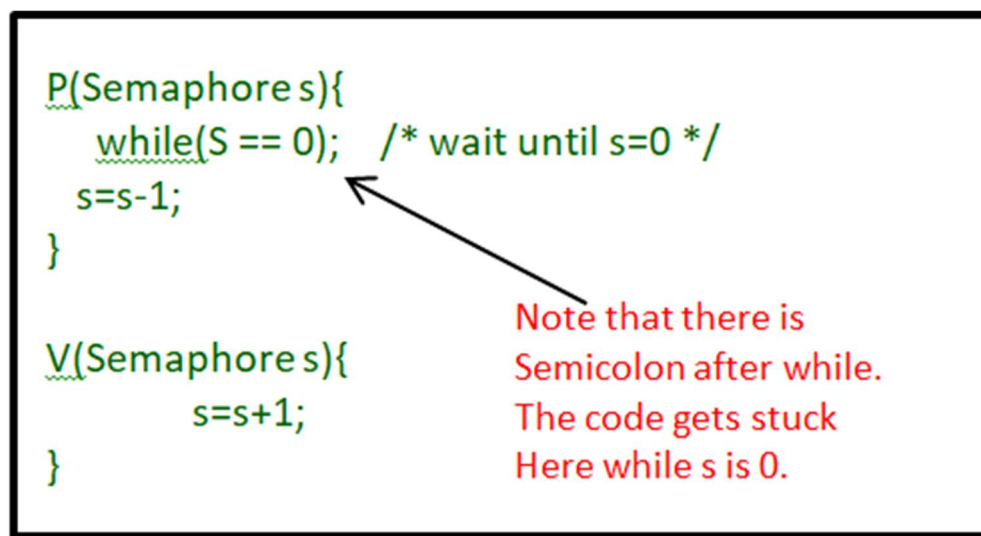 P(Semaphore s){
while(S == 0);   /* wait until s=0 */
s=s-1;
}
V(Semaphore s){
s=s+1;
}
Note that there is
Semicolon after while.
The code gets stuck
Here while s is 0.